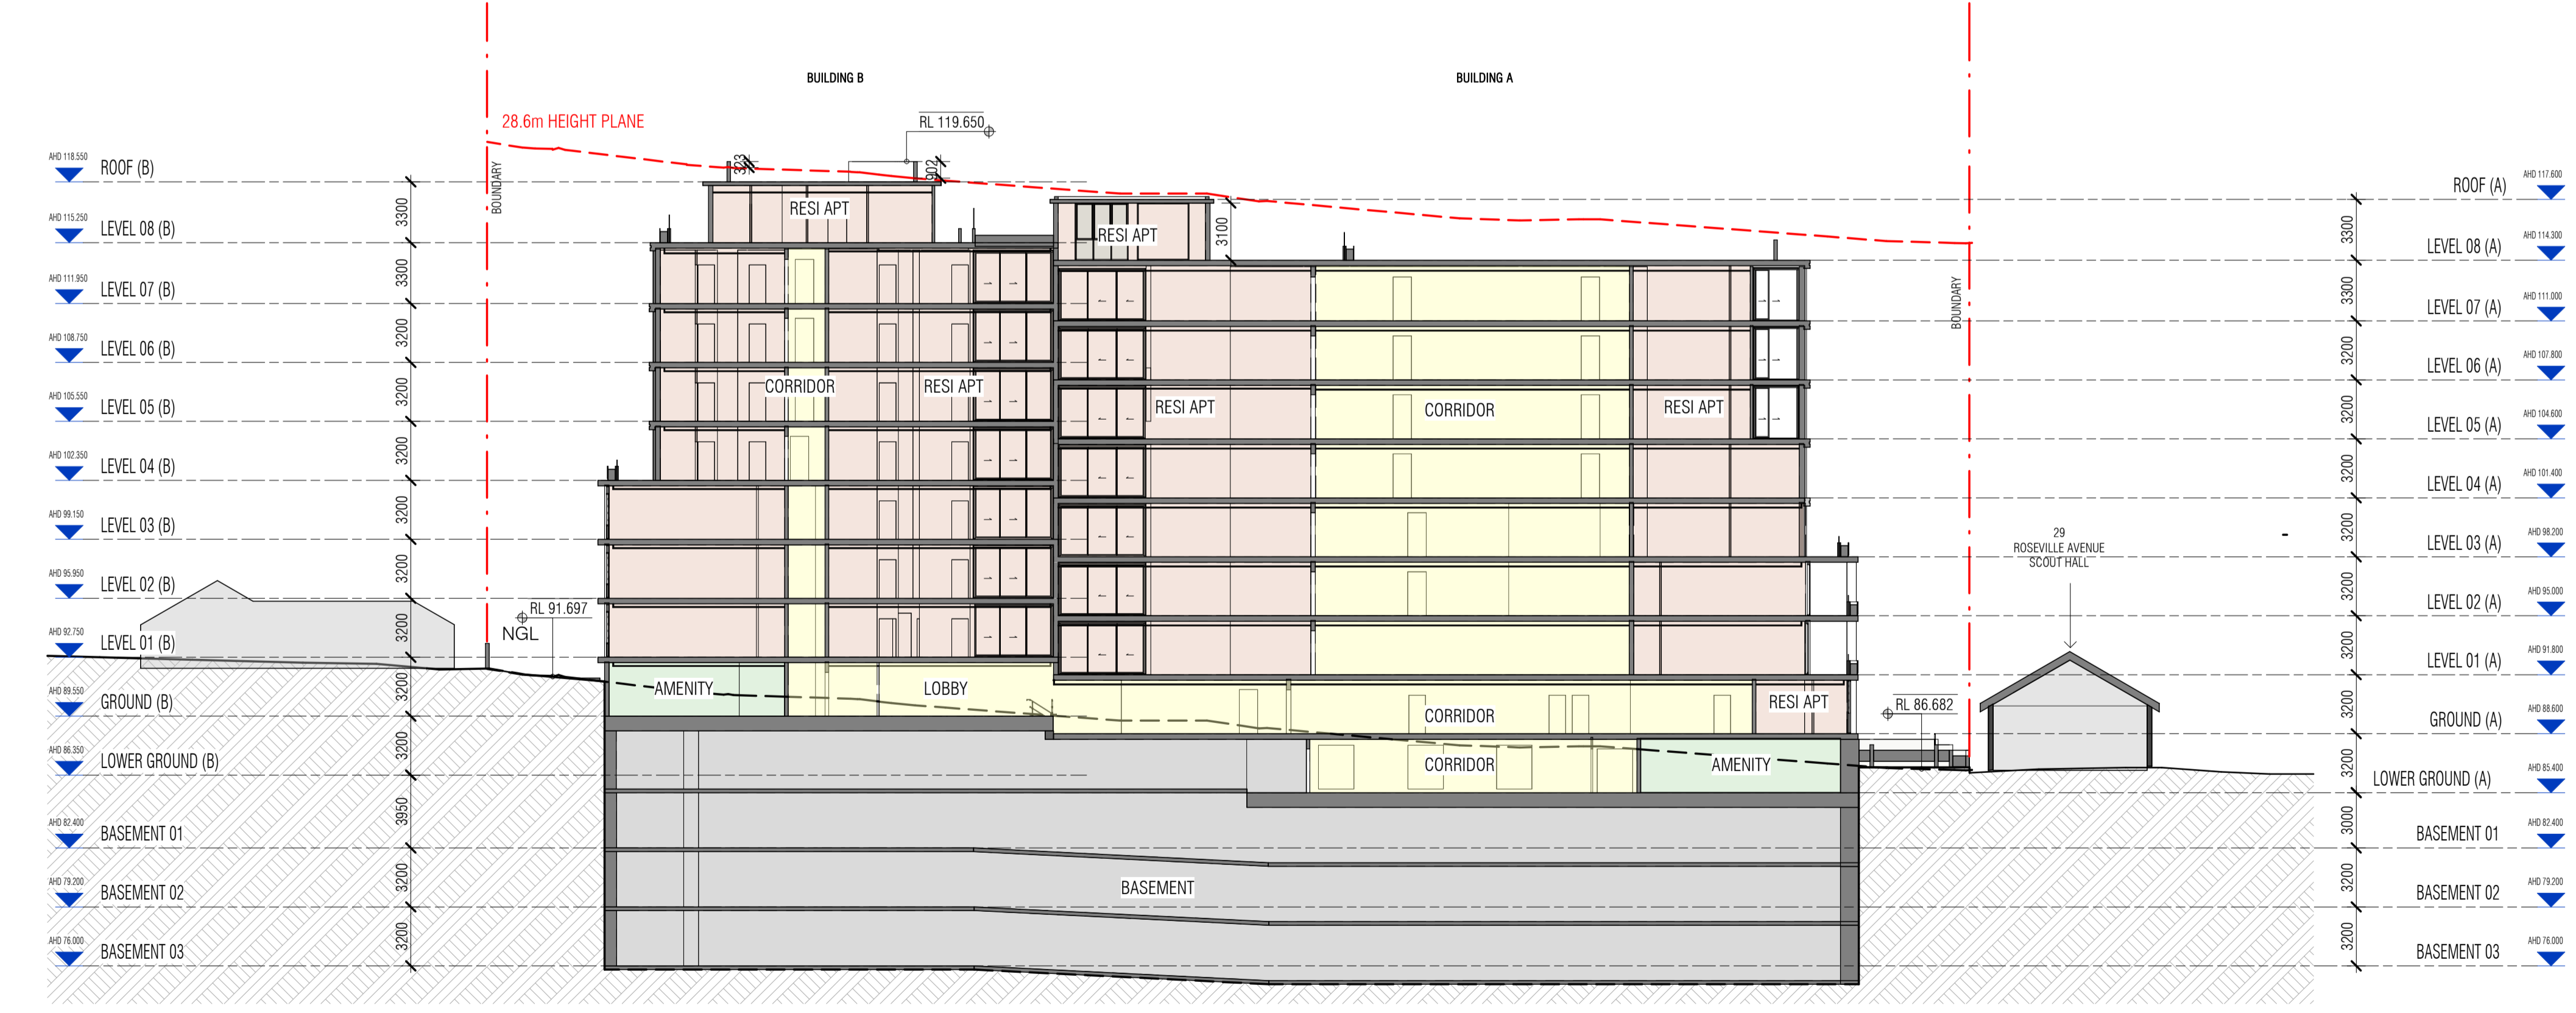 BUILDING B
BUILDING A
28.6m HEIGHT PLANE
RL 119.650
BOUNDARY
BOUNDARY
323
902
AHD 118.550
ROOF (B)
3300
AHD 115.250
LEVEL 08 (B)
3300
AHD 111.950
LEVEL 07 (B)
3200
AHD 108.750
LEVEL 06 (B)
3200
AHD 105.550
LEVEL 05 (B)
3200
AHD 102.350
LEVEL 04 (B)
3200
AHD 99.150
LEVEL 03 (B)
3200
AHD 95.950
LEVEL 02 (B)
3200
AHD 92.750
LEVEL 01 (B)
3200
AHD 89.550
GROUND (B)
3200
AHD 86.350
LOWER GROUND (B)
3950
AHD 82.400
BASEMENT 01
3200
AHD 79.200
BASEMENT 02
3200
AHD 76.000
BASEMENT 03
RL 91.697
NGL
RESI APT
RESI APT
3100
CORRIDOR
RESI APT
RESI APT
CORRIDOR
RESI APT
AMENITY
LOBBY
CORRIDOR
RESI APT
CORRIDOR
AMENITY
BASEMENT
RL 86.682
29
ROSEVILLE AVENUE
SCOUT HALL
ROOF (A)
AHD 117.600
3300
LEVEL 08 (A)
AHD 114.300
3300
LEVEL 07 (A)
AHD 111.000
3200
LEVEL 06 (A)
AHD 107.800
3200
LEVEL 05 (A)
AHD 104.600
3200
LEVEL 04 (A)
AHD 101.400
3200
LEVEL 03 (A)
AHD 98.200
3200
LEVEL 02 (A)
AHD 95.000
3200
LEVEL 01 (A)
AHD 91.800
3200
GROUND (A)
AHD 88.600
3200
LOWER GROUND (A)
AHD 85.400
3000
BASEMENT 01
AHD 82.400
3200
BASEMENT 02
AHD 79.200
3200
BASEMENT 03
AHD 76.000